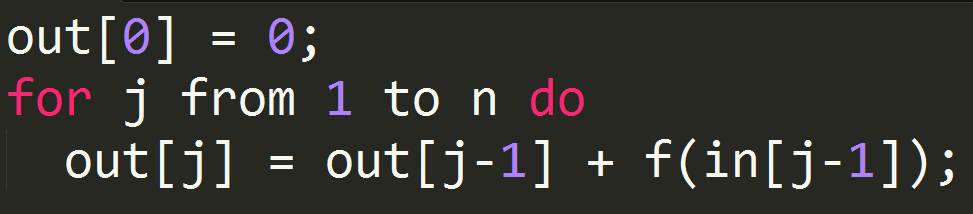 out[0] = 0;
for j from 1 to n do
  out[j] = out[j-1] + f(in[j-1]);